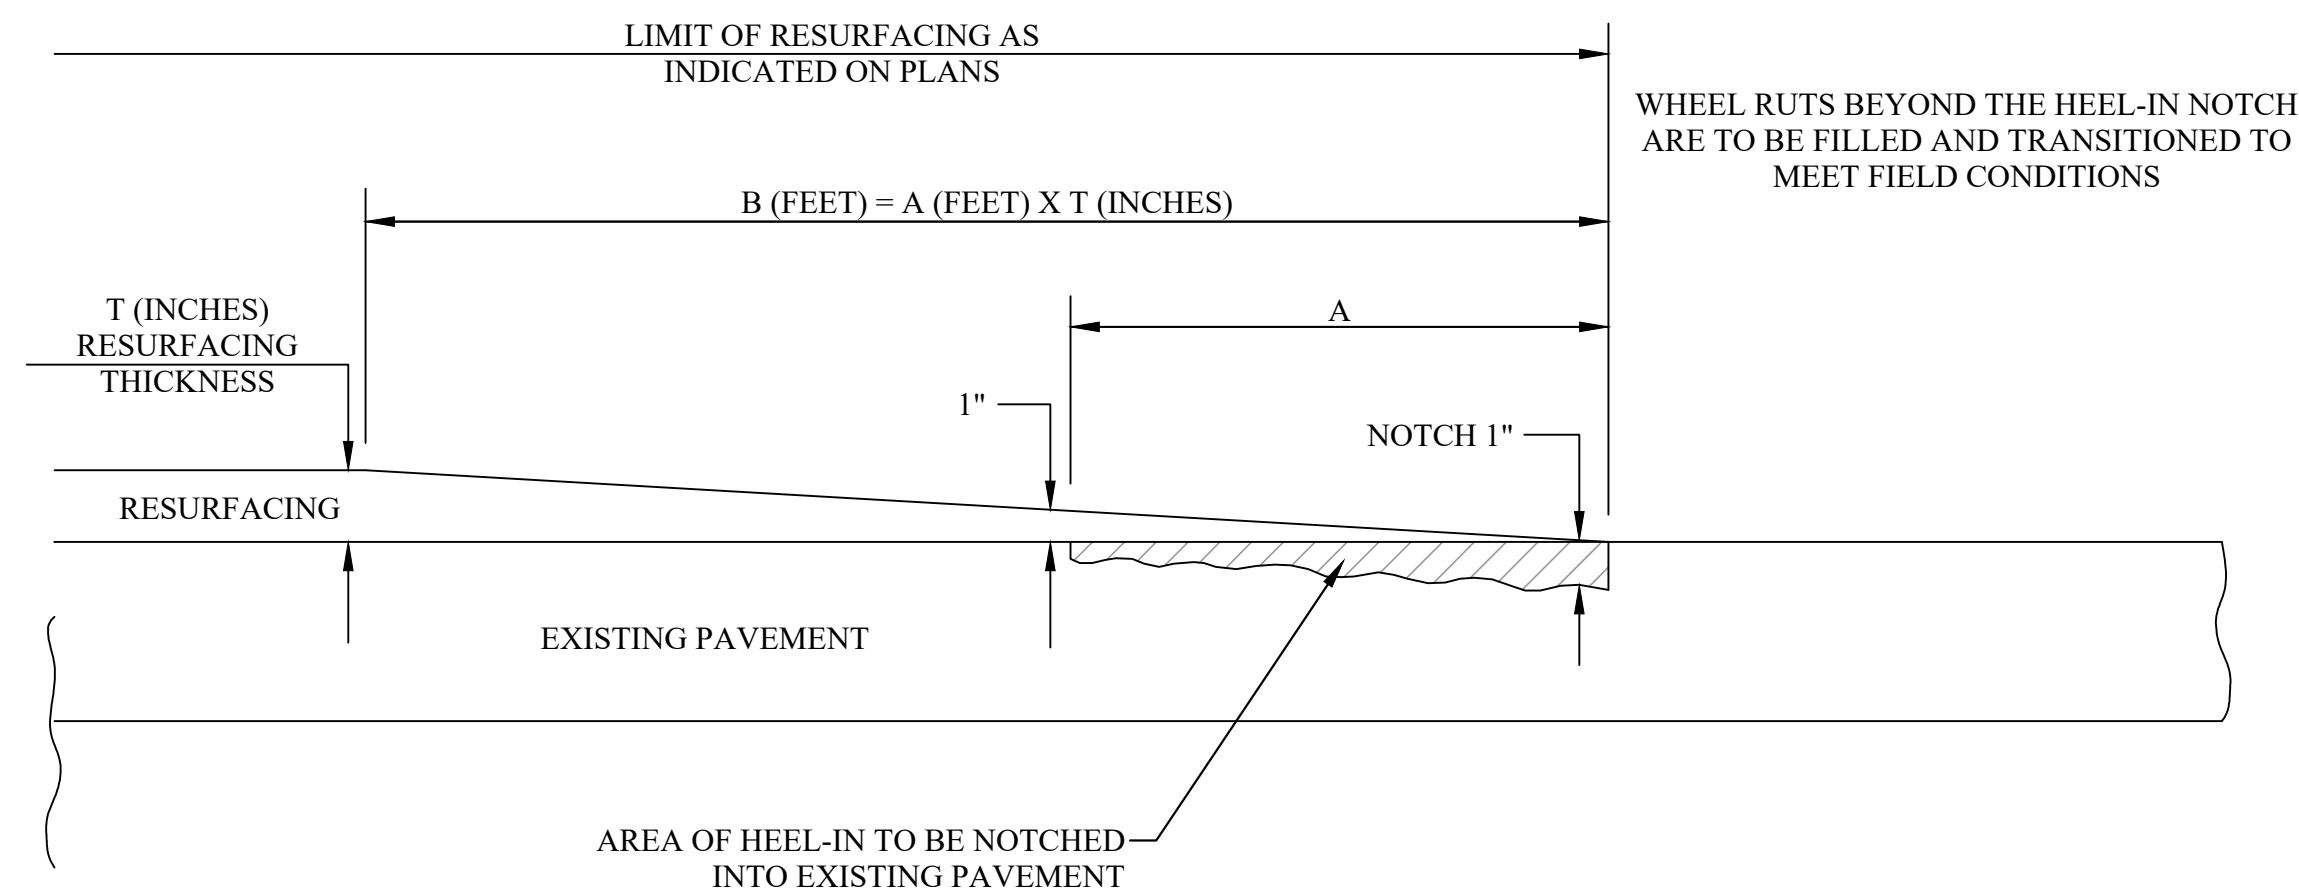 LIMIT OF RESURFACING AS
INDICATED ON PLANS
WHEEL RUTS BEYOND THE HEEL-IN NOTCH
ARE TO BE FILLED AND TRANSITIONED TO
MEET FIELD CONDITIONS
B (FEET) = A (FEET) X T (INCHES)
T (INCHES)
RESURFACING
THICKNESS
A
1"
NOTCH 1"
RESURFACING
EXISTING PAVEMENT
AREA OF HEEL-IN TO BE NOTCHED
INTO EXISTING PAVEMENT